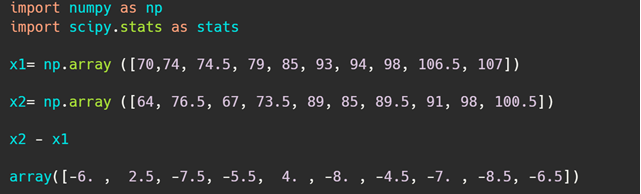 import numpy as np
import scipy.stats as stats
x1= np.array ([70,74, 74.5, 79, 85, 93, 94, 98, 106.5, 107])
x2= np.array ([64, 76.5, 67, 73.5, 89, 85, 89.5, 91, 98, 100.5])
x2 - x1
array([-6. ,  2.5, -7.5, -5.5,  4. , -8. , -4.5, -7. , -8.5, -6.5])